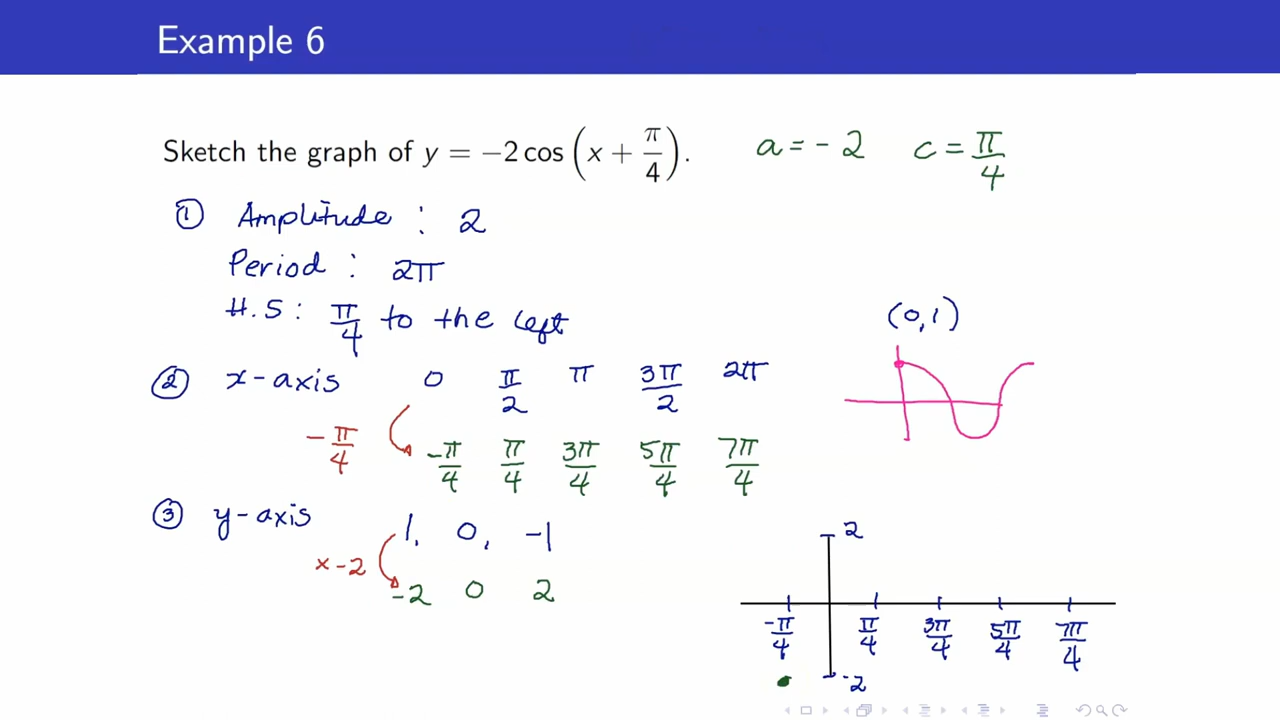 Example 6
Sketch the graph of y = −2 cos (x + π/4). a = -2 c = π/4
① Amplitude : 2
Period : 2π
H.S : π/4 to the left
(0,1)
② x-axis 0 π/2 π 3π/2 2π
-π/4 -π/4 π/4 3π/4 5π/4 7π/4
③ y-axis 1, 0, -1
x-2 -2 0 2
2
-π/4 π/4 3π/4 5π/4 7π/4
-2